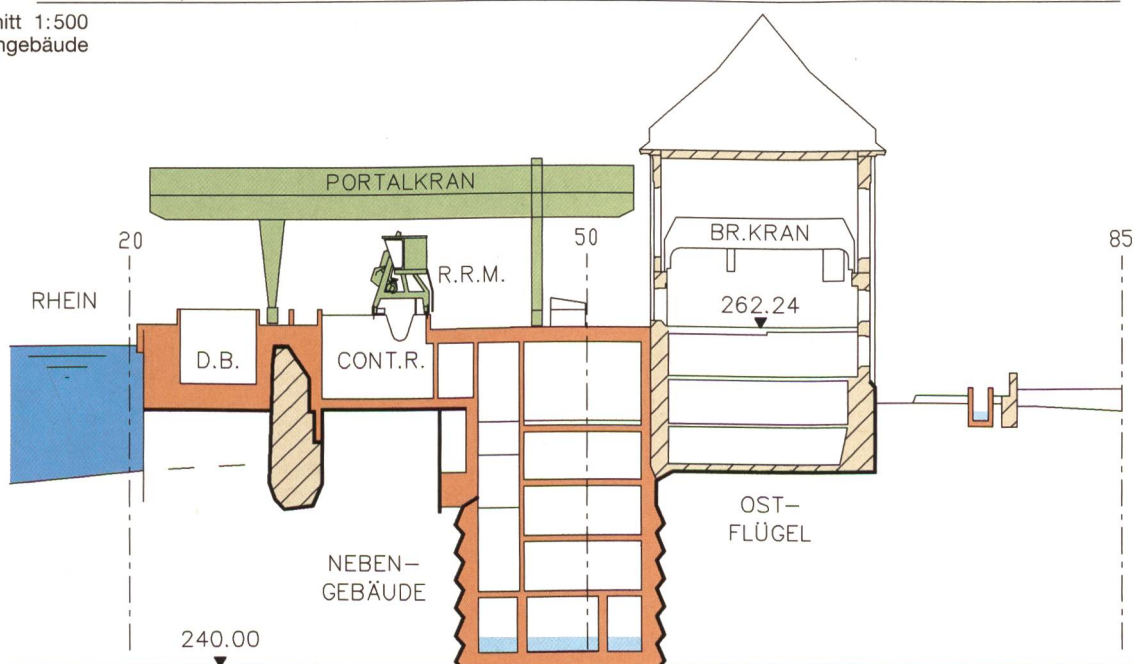 nitt 1:500
ngebäude
PORTALKRAN
20
50
85
BR.KRAN
R.R.M.
RHEIN
262.24
D.B.
CONT.R.
OST–
FLÜGEL
NEBEN–
GEBÄUDE
240.00